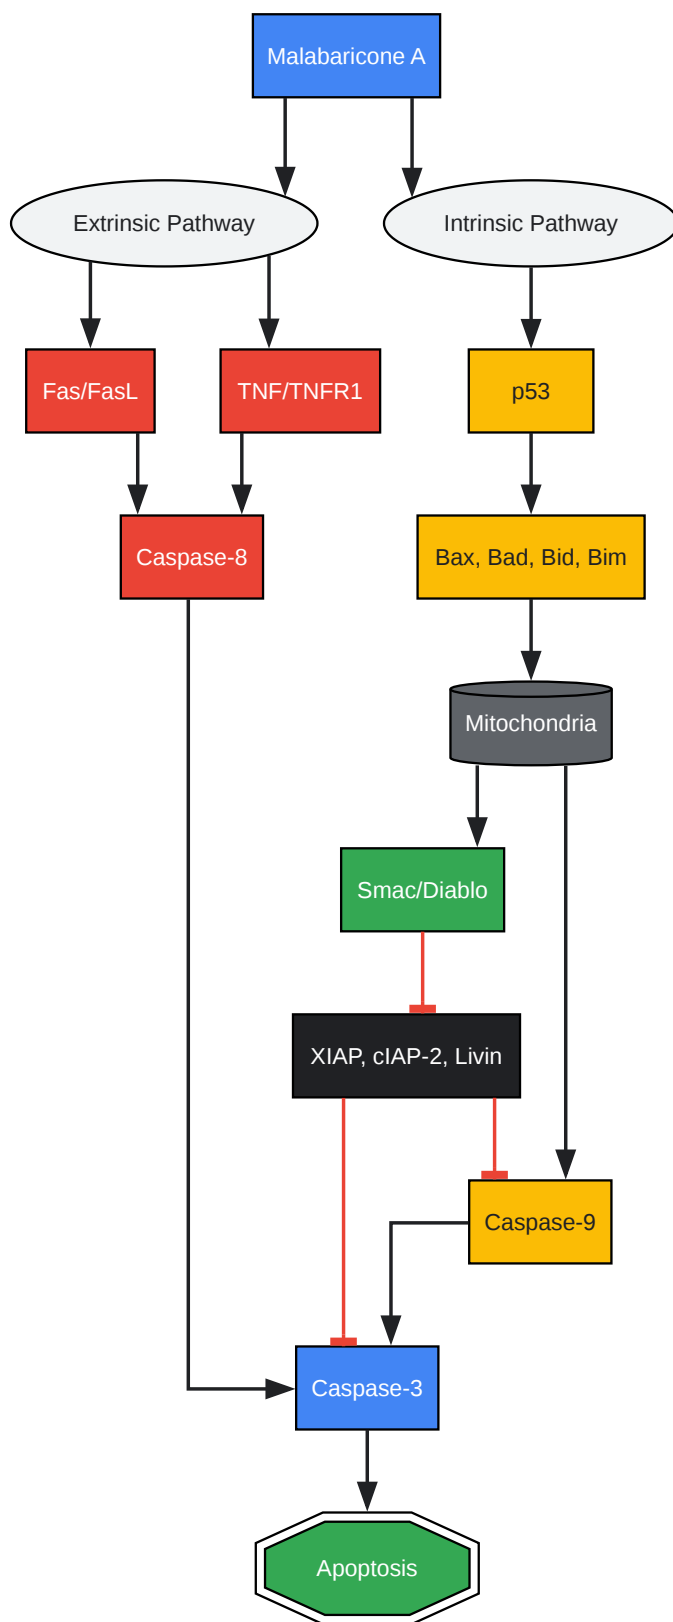 Malabaricone A
Extrinsic Pathway
Intrinsic Pathway
Fas/FasL
TNF/TNFR1
p53
Caspase-8
Bax, Bad, Bid, Bim
Mitochondria
Smac/Diablo
XIAP, cIAP-2, Livin
Caspase-9
Caspase-3
Apoptosis